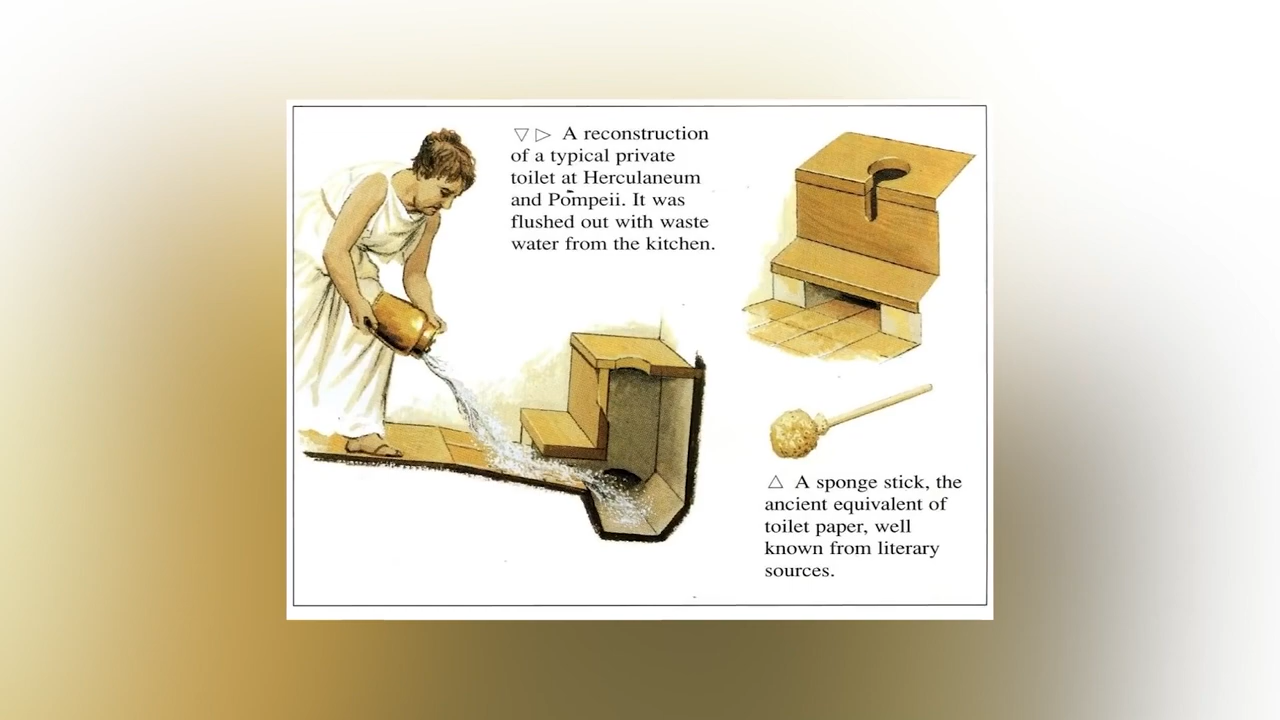 ▽ ▷ A reconstruction
of a typical private
toilet at Herculaneum
and Pompeii. It was
flushed out with waste
water from the kitchen.
△ A sponge stick, the
ancient equivalent of
toilet paper, well
known from literary
sources.